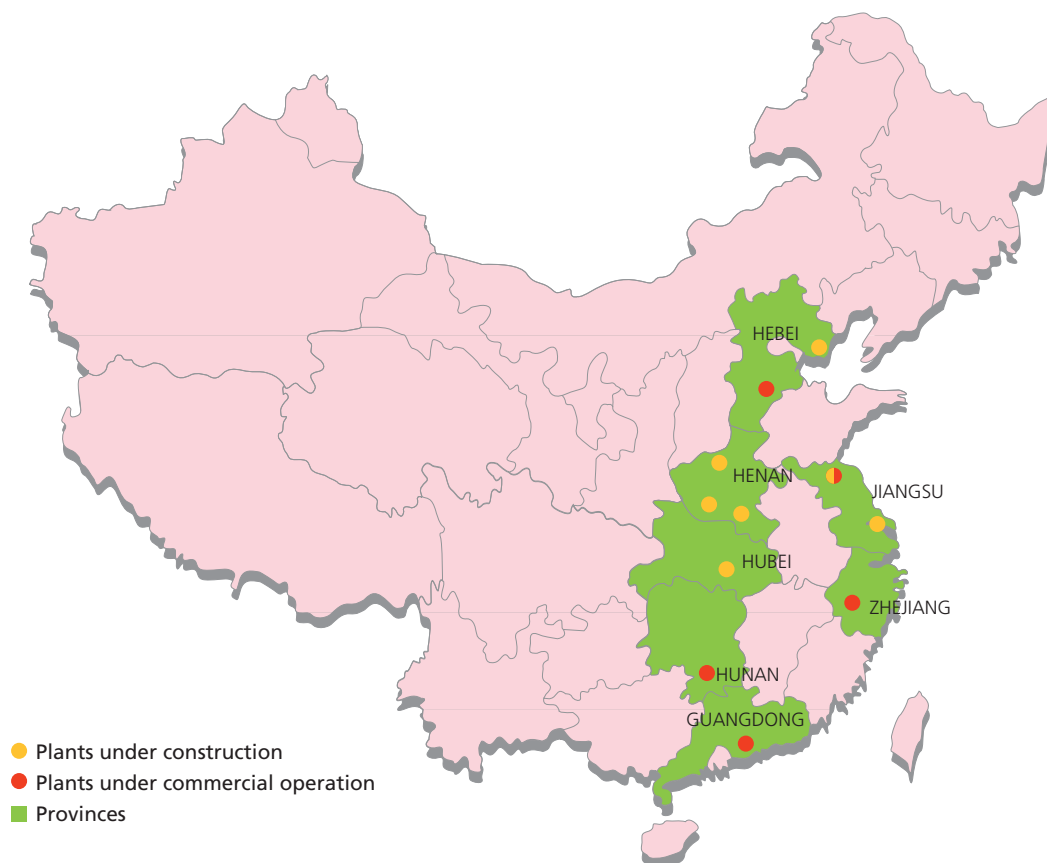 HEBEI
HENAN
JIANGSU
HUBEI
ZHEJIANG
HUNAN
GUANGDONG
Plants under construction
Plants under commercial operation
Provinces